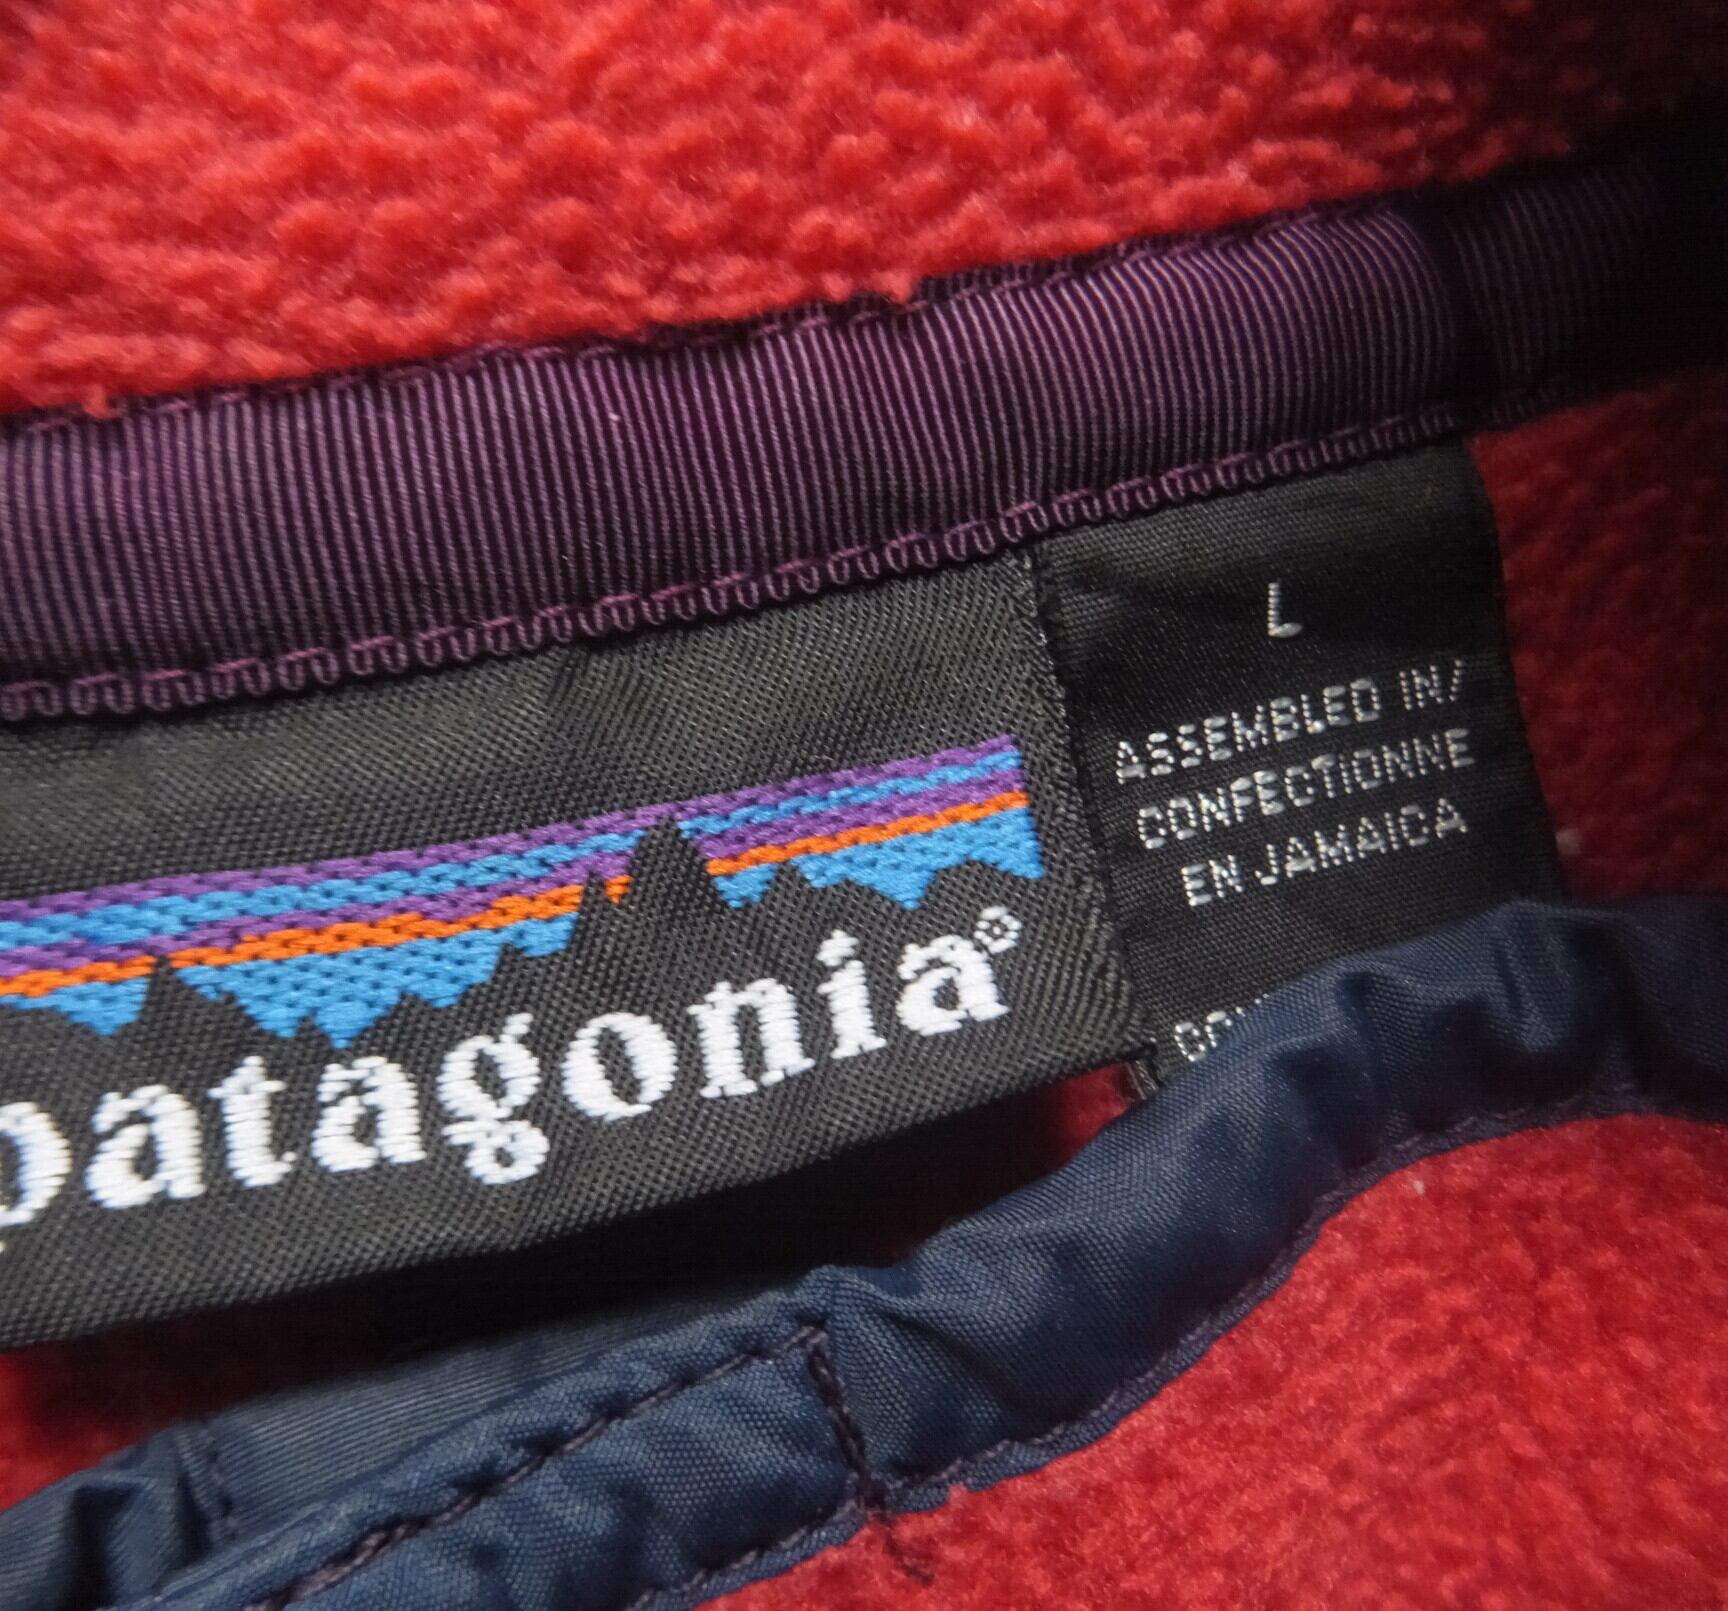 patagonia®
L
ASSEMBLED IN/
CONFECTIONNE
EN JAMAICA